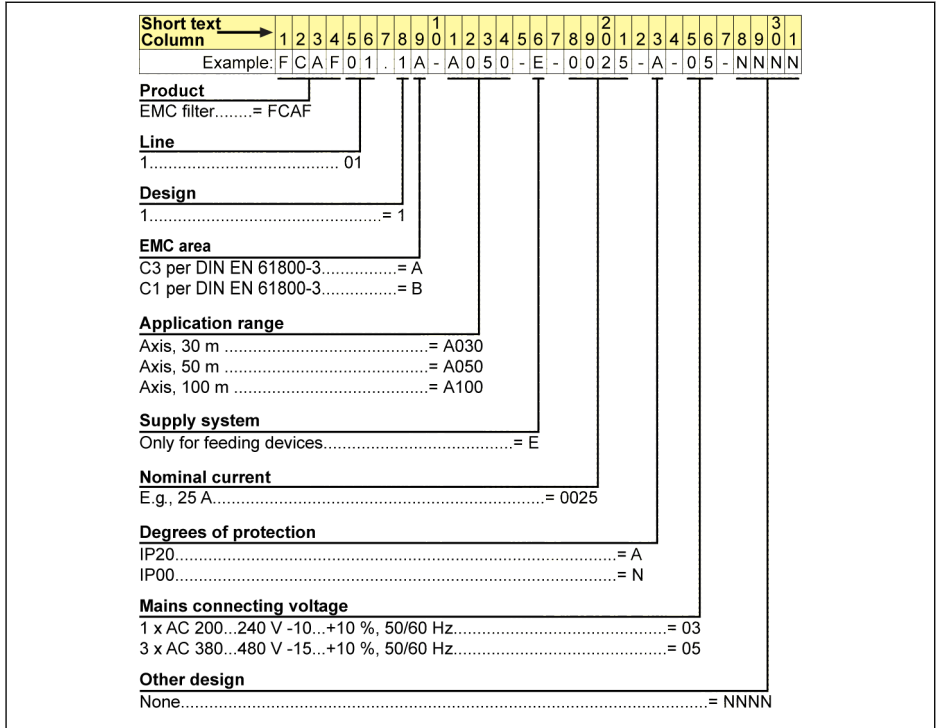 Short text
Column 1 2 3 4 5 6 7 8 9 10 1 2 3 4 5 6 7 8 9 20 1 2 3 4 5 6 7 8 9 30 1
Example: F C A F 0 1 . 1 A - A 0 5 0 - E - 0 0 2 5 - A - 0 5 - N N N N
Product
EMC filter........= FCAF
Line
1..................................... 01
Design
1..............................................= 1
EMC area
C3 per DIN EN 61800-3................= A
C1 per DIN EN 61800-3................= B
Application range
Axis, 30 m .........................................= A030
Axis, 50 m .........................................= A050
Axis, 100 m .......................................= A100
Supply system
Only for feeding devices.....................................= E
Nominal current
E.g., 25 A.................................................................= 0025
Degrees of protection
IP20......................................................................................= A
IP00......................................................................................= N
Mains connecting voltage
1 x AC 200...240 V -10...+10 %, 50/60 Hz..........................................= 03
3 x AC 380...480 V -15...+10 %, 50/60 Hz..........................................= 05
Other design
None.......................................................................................................= NNNN